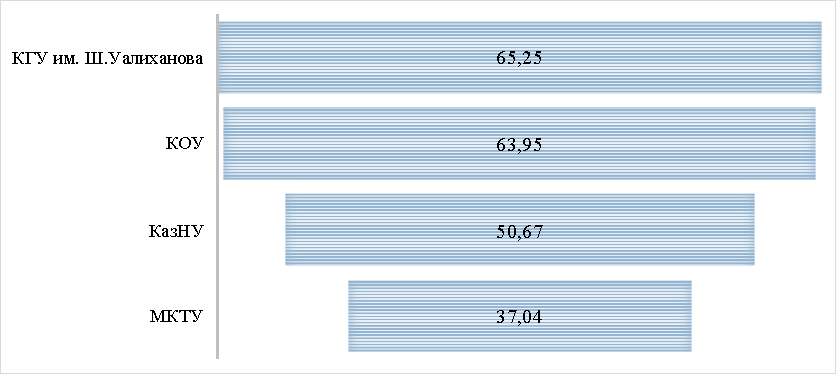 КГУ им. Ш.Уалиханова 65,25
КОУ 63,95
КазНУ 50,67
МКТУ 37,04